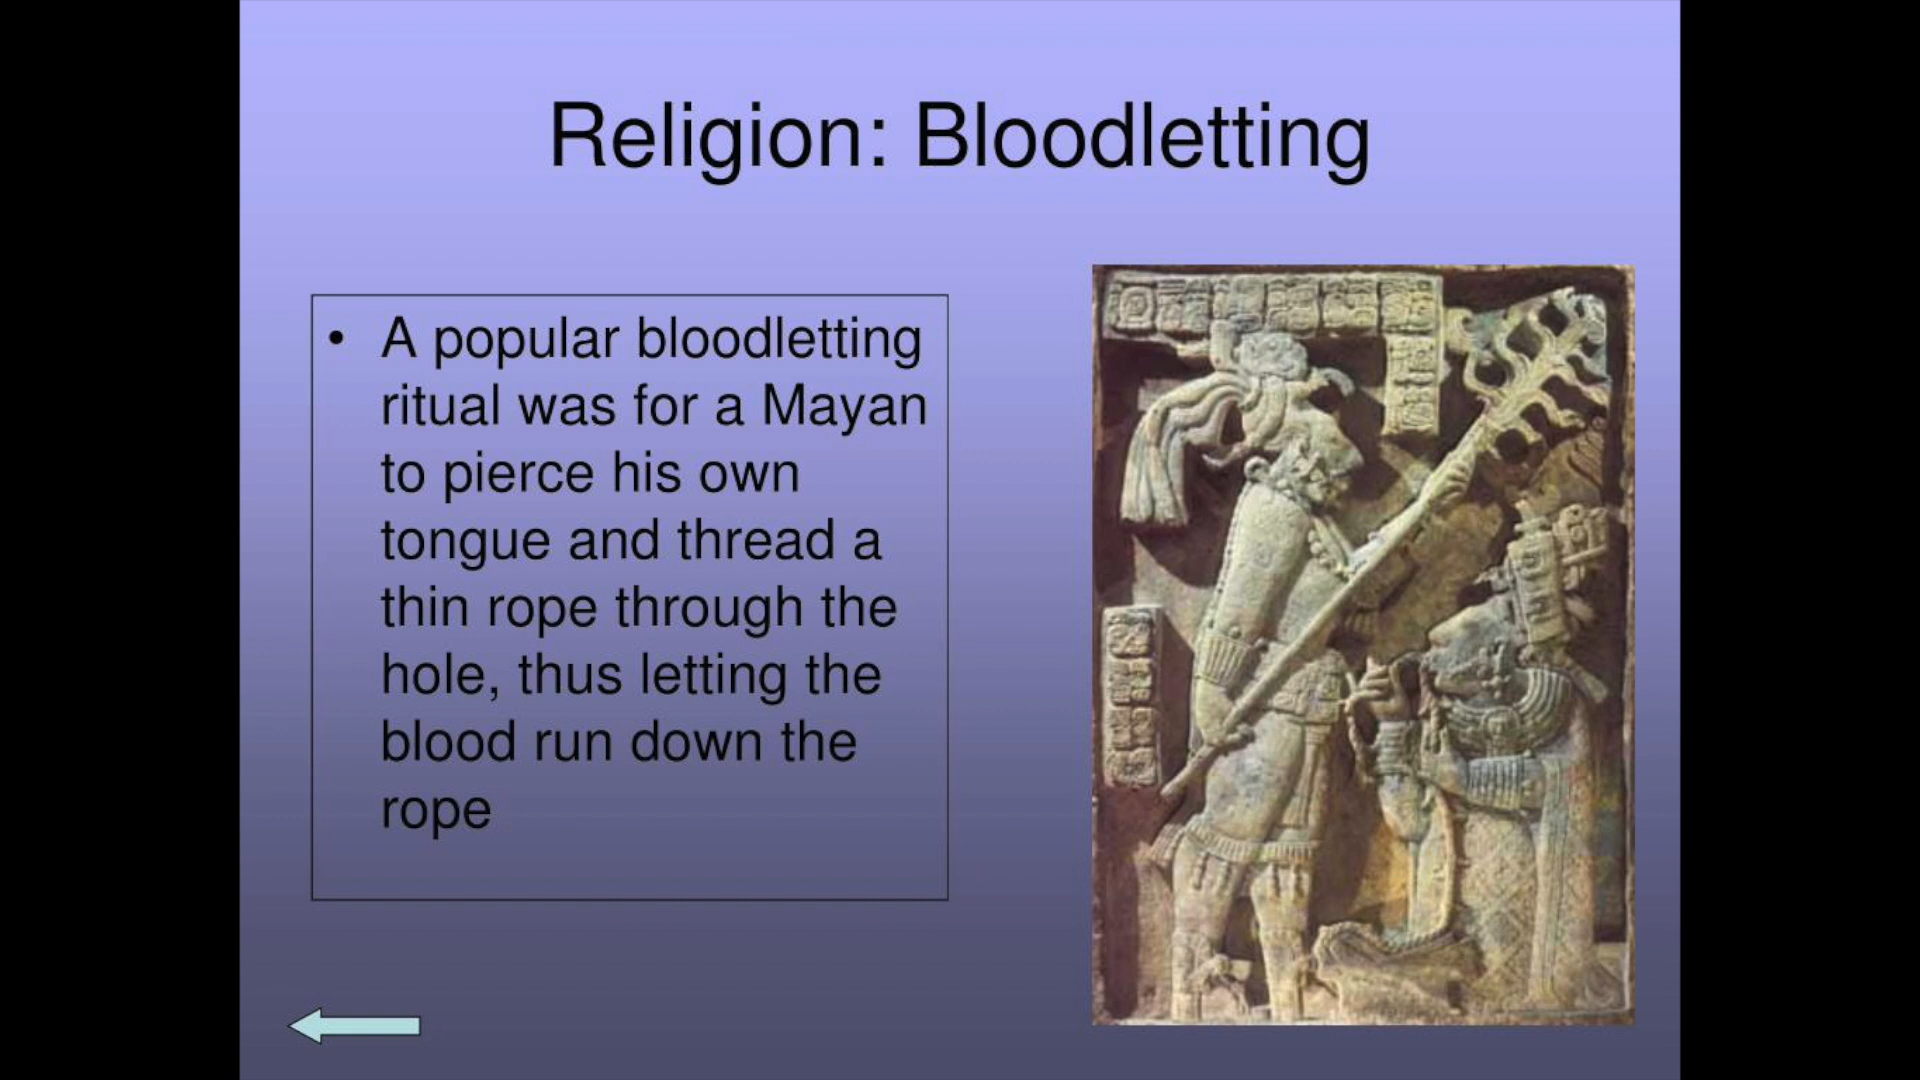 Religion: Bloodletting
• A popular bloodletting
ritual was for a Mayan
to pierce his own
tongue and thread a
thin rope through the
hole, thus letting the
blood run down the
rope